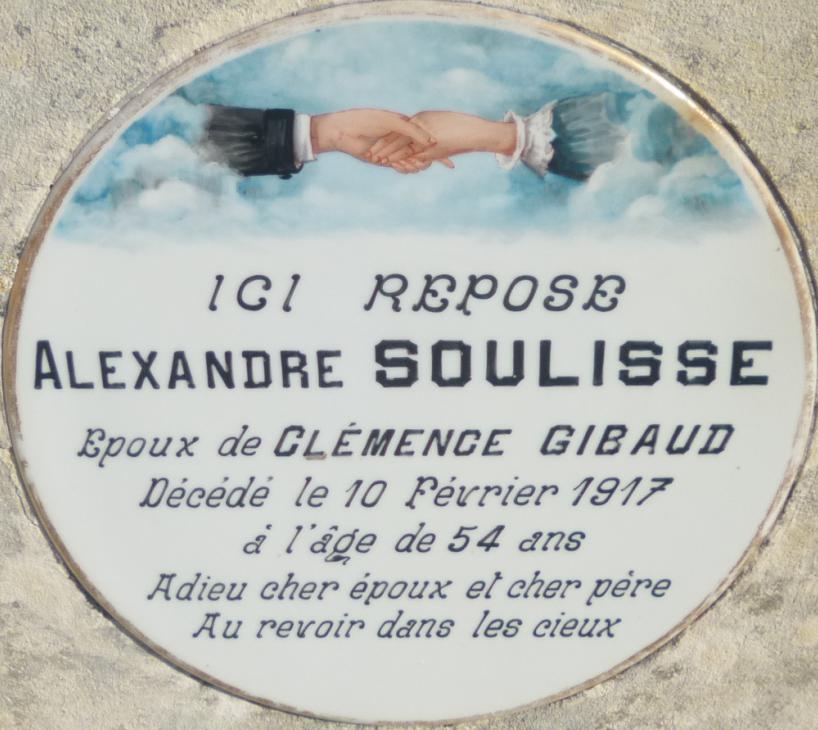 ICI REPOSE
ALEXANDRE SOULISSE
Epoux de CLÉMENCE GIBAUD
Décédé le 10 Février 1917
á l'âge de 54 ans
Adieu cher époux et cher pére
Au revoir dans les cieux